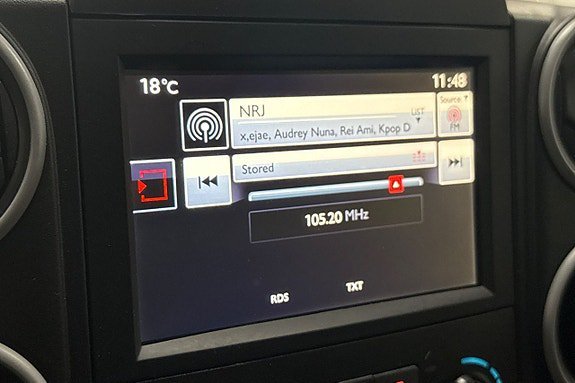 18°C
11:48
NRJ
LIST
Source
x,ejae, Audrey Nuna, Rei Ami, Kpop D
FM
Stored
105.20 MHz
RDS
TXT